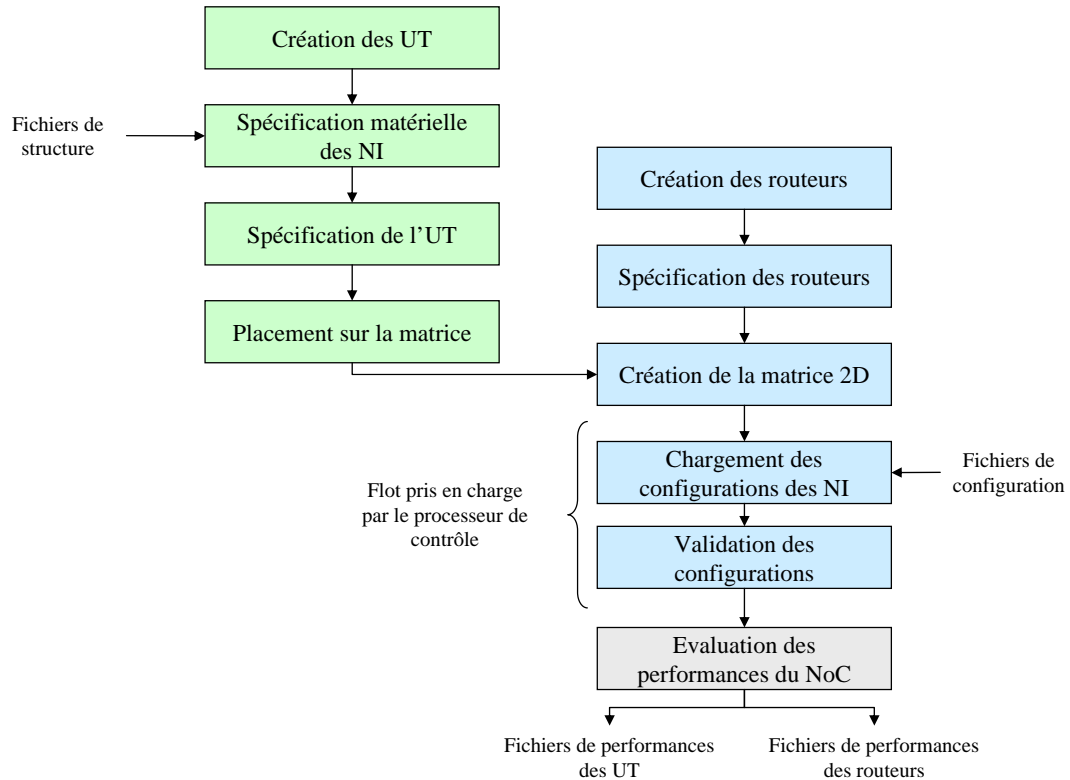 Création des UT
Fichiers de
structure
Spécification matérielle
des NI
Spécification de l’UT
Placement sur la matrice
Création des routeurs
Spécification des routeurs
Création de la matrice 2D
Flot pris en charge
par le processeur de
contrôle
Chargement des
configurations des NI
Fichiers de
configuration
Validation des
configurations
Evaluation des
performances du NoC
Fichiers de performances
des UT
Fichiers de performances
des routeurs